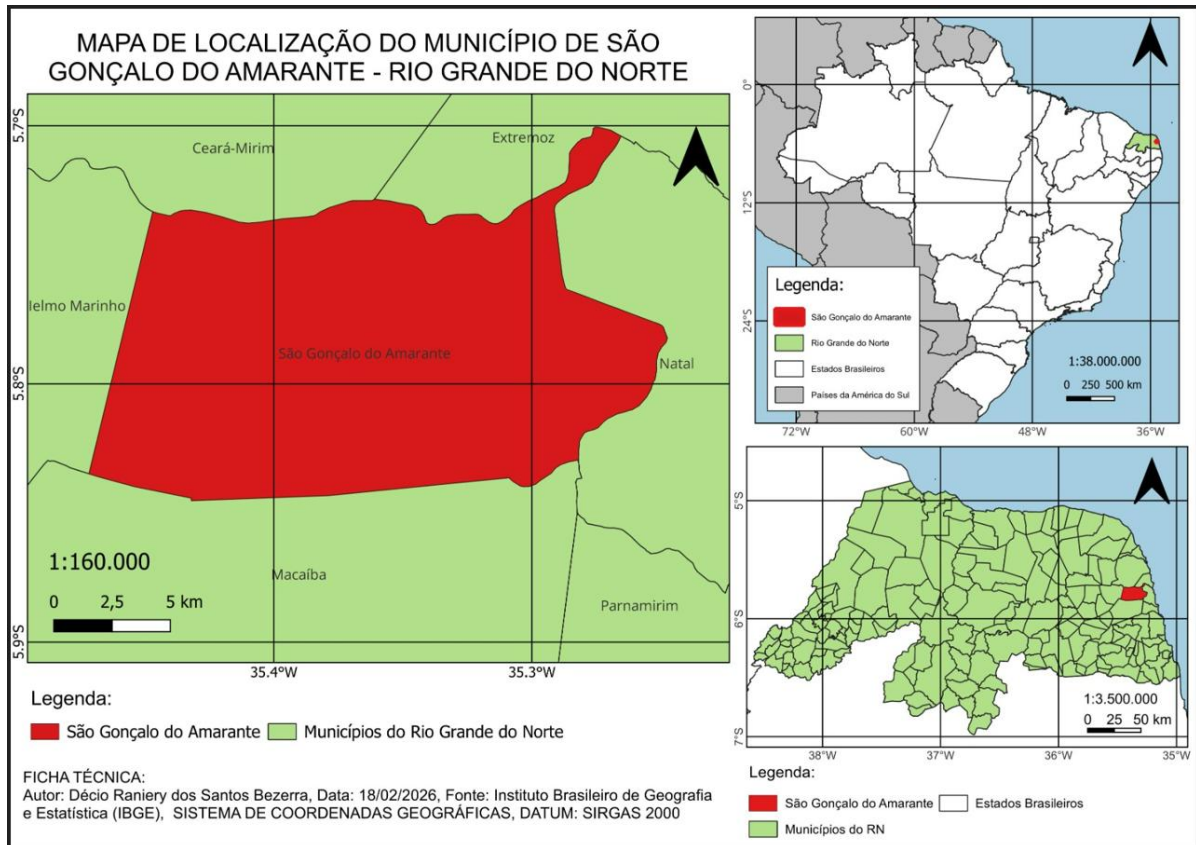 MAPA DE LOCALIZAÇÃO DO MUNICÍPIO DE SÃO
GONÇALO DO AMARANTE - RIO GRANDE DO NORTE
5.7°S
5.8°S
5.9°S
Ceará-Mirim
Extremoz
Ielmo Marinho
São Gonçalo do Amarante
Natal
Macaíba
Parnamirim
1:160.000
0 2,5 5 km
35.4°W 35.3°W
Legenda:
São Gonçalo do Amarante Municípios do Rio Grande do Norte
FICHA TÉCNICA:
Autor: Décio Raniery dos Santos Bezerra, Data: 18/02/2026, Fonte: Instituto Brasileiro de Geografia
e Estatística (IBGE), SISTEMA DE COORDENADAS GEOGRÁFICAS, DATUM: SIRGAS 2000
0°
12°S
24°S
Legenda:
São Gonçalo do Amarante
Rio Grande do Norte
Estados Brasileiros
Países da América do Sul
1:38.000.000
0 250 500 km
72°W 60°W 48°W 36°W
5°S
6°S
7°S
1:3.500.000
0 25 50 km
38°W 37°W 36°W 35°W
Legenda:
São Gonçalo do Amarante Estados Brasileiros
Municípios do RN